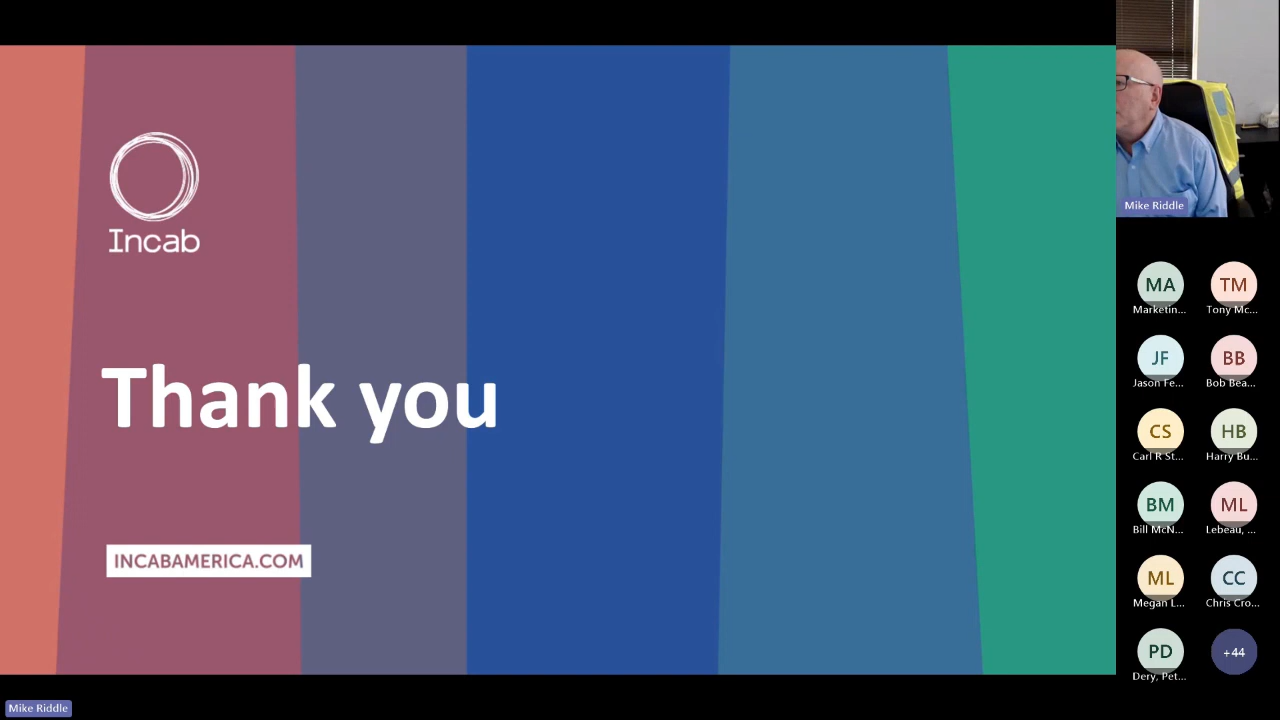 Incab
Thank you
INCABAMERICA.COM
Mike Riddle
MA
TM
Marketin...
Tony Mc...
JF
BB
Jason Fe...
Bob Bea...
CS
HB
Carl R St...
Harry Bu...
BM
ML
Bill McN...
Lebeau, ...
ML
CC
Megan L...
Chris Cro...
PD
+44
Dery, Pet...
Mike Riddle